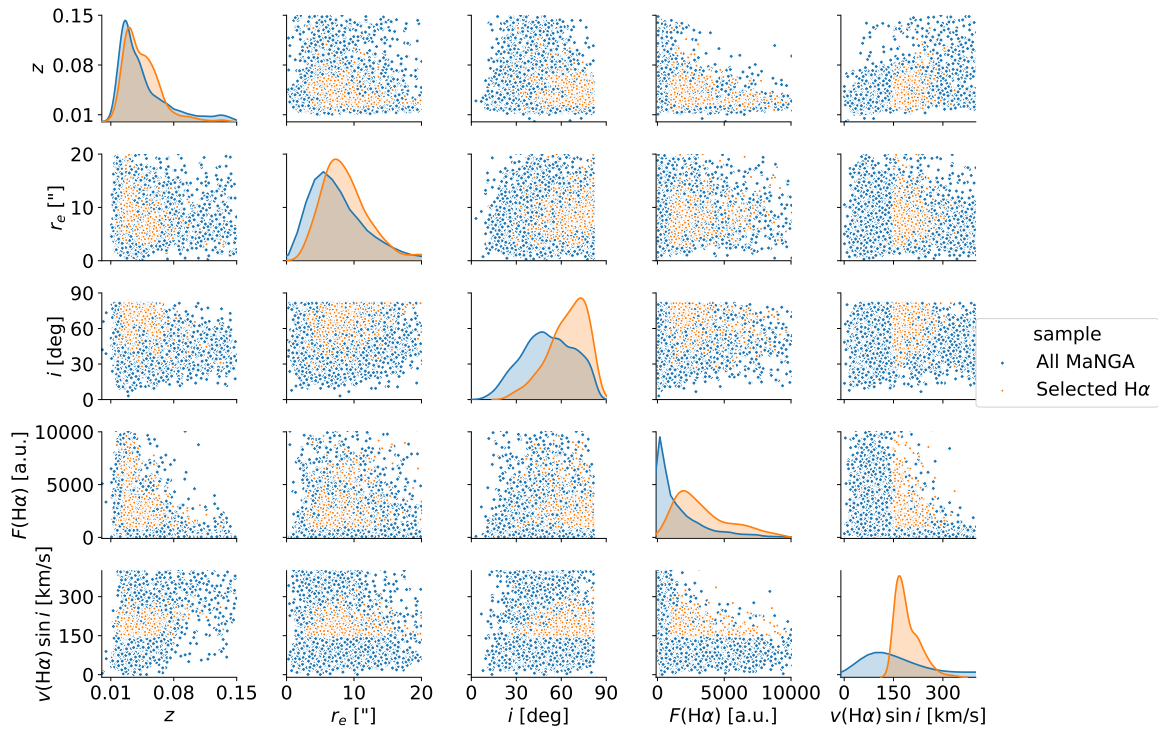 0.15
0.08
0.01
z
20
10
0
r_e ["]
90
60
30
0
i [deg]
sample
All MaNGA
Selected Hα
10000
5000
0
F(Hα) [a.u.]
300
150
0
v(Hα) sin i [km/s]
0.01 0.08 0.15 0 10 20 0 30 60 90 0 5000 10000 0 150 300
z r_e ["] i [deg] F(Hα) [a.u.] v(Hα) sin i [km/s]